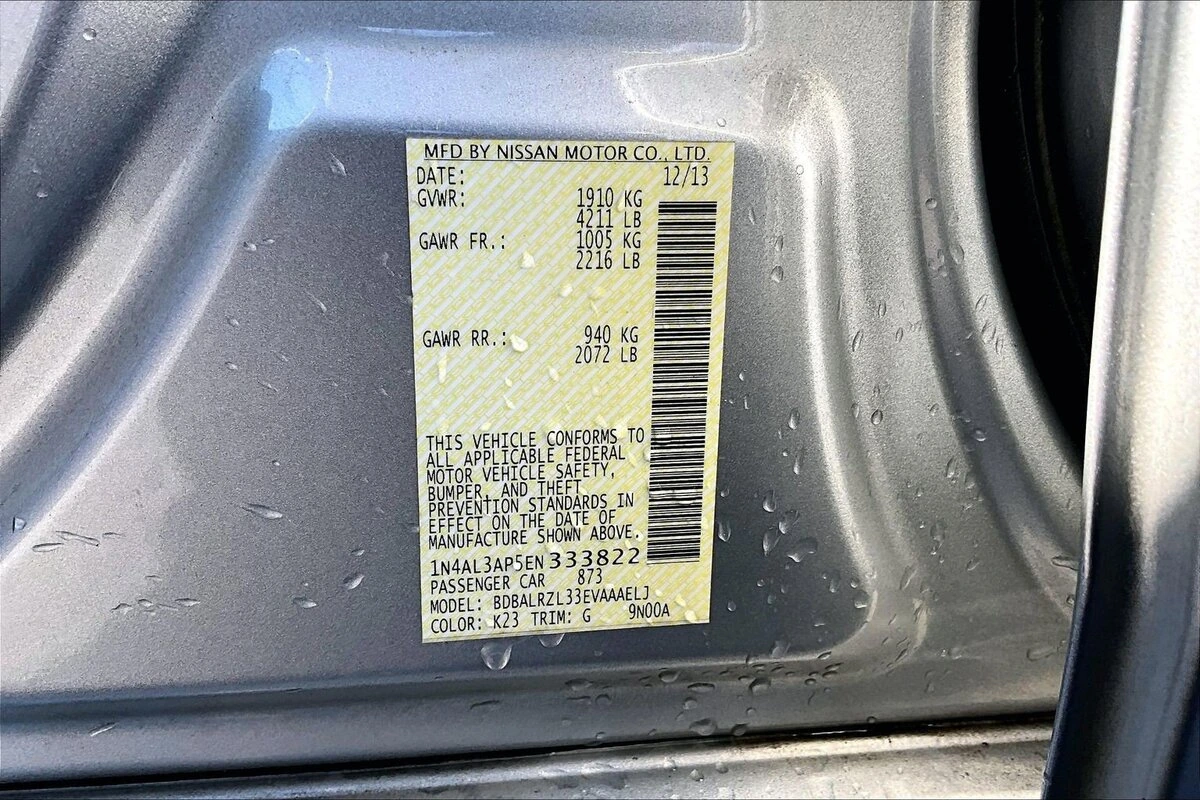 MFD BY NISSAN MOTOR CO., LTD.
DATE: 12/13
GVWR: 1910 KG
4211 LB
GAWR FR.: 1005 KG
2216 LB
GAWR RR.: 940 KG
2072 LB
THIS VEHICLE CONFORMS TO
ALL APPLICABLE FEDERAL
MOTOR VEHICLE SAFETY,
BUMPER, AND THEFT
PREVENTION STANDARDS IN
EFFECT ON THE DATE OF
MANUFACTURE SHOWN ABOVE.
1N4AL3AP5EN333822
PASSENGER CAR 873
MODEL: BDBALRZL33EVAAAELJ
COLOR: K23 TRIM: G 9N00A